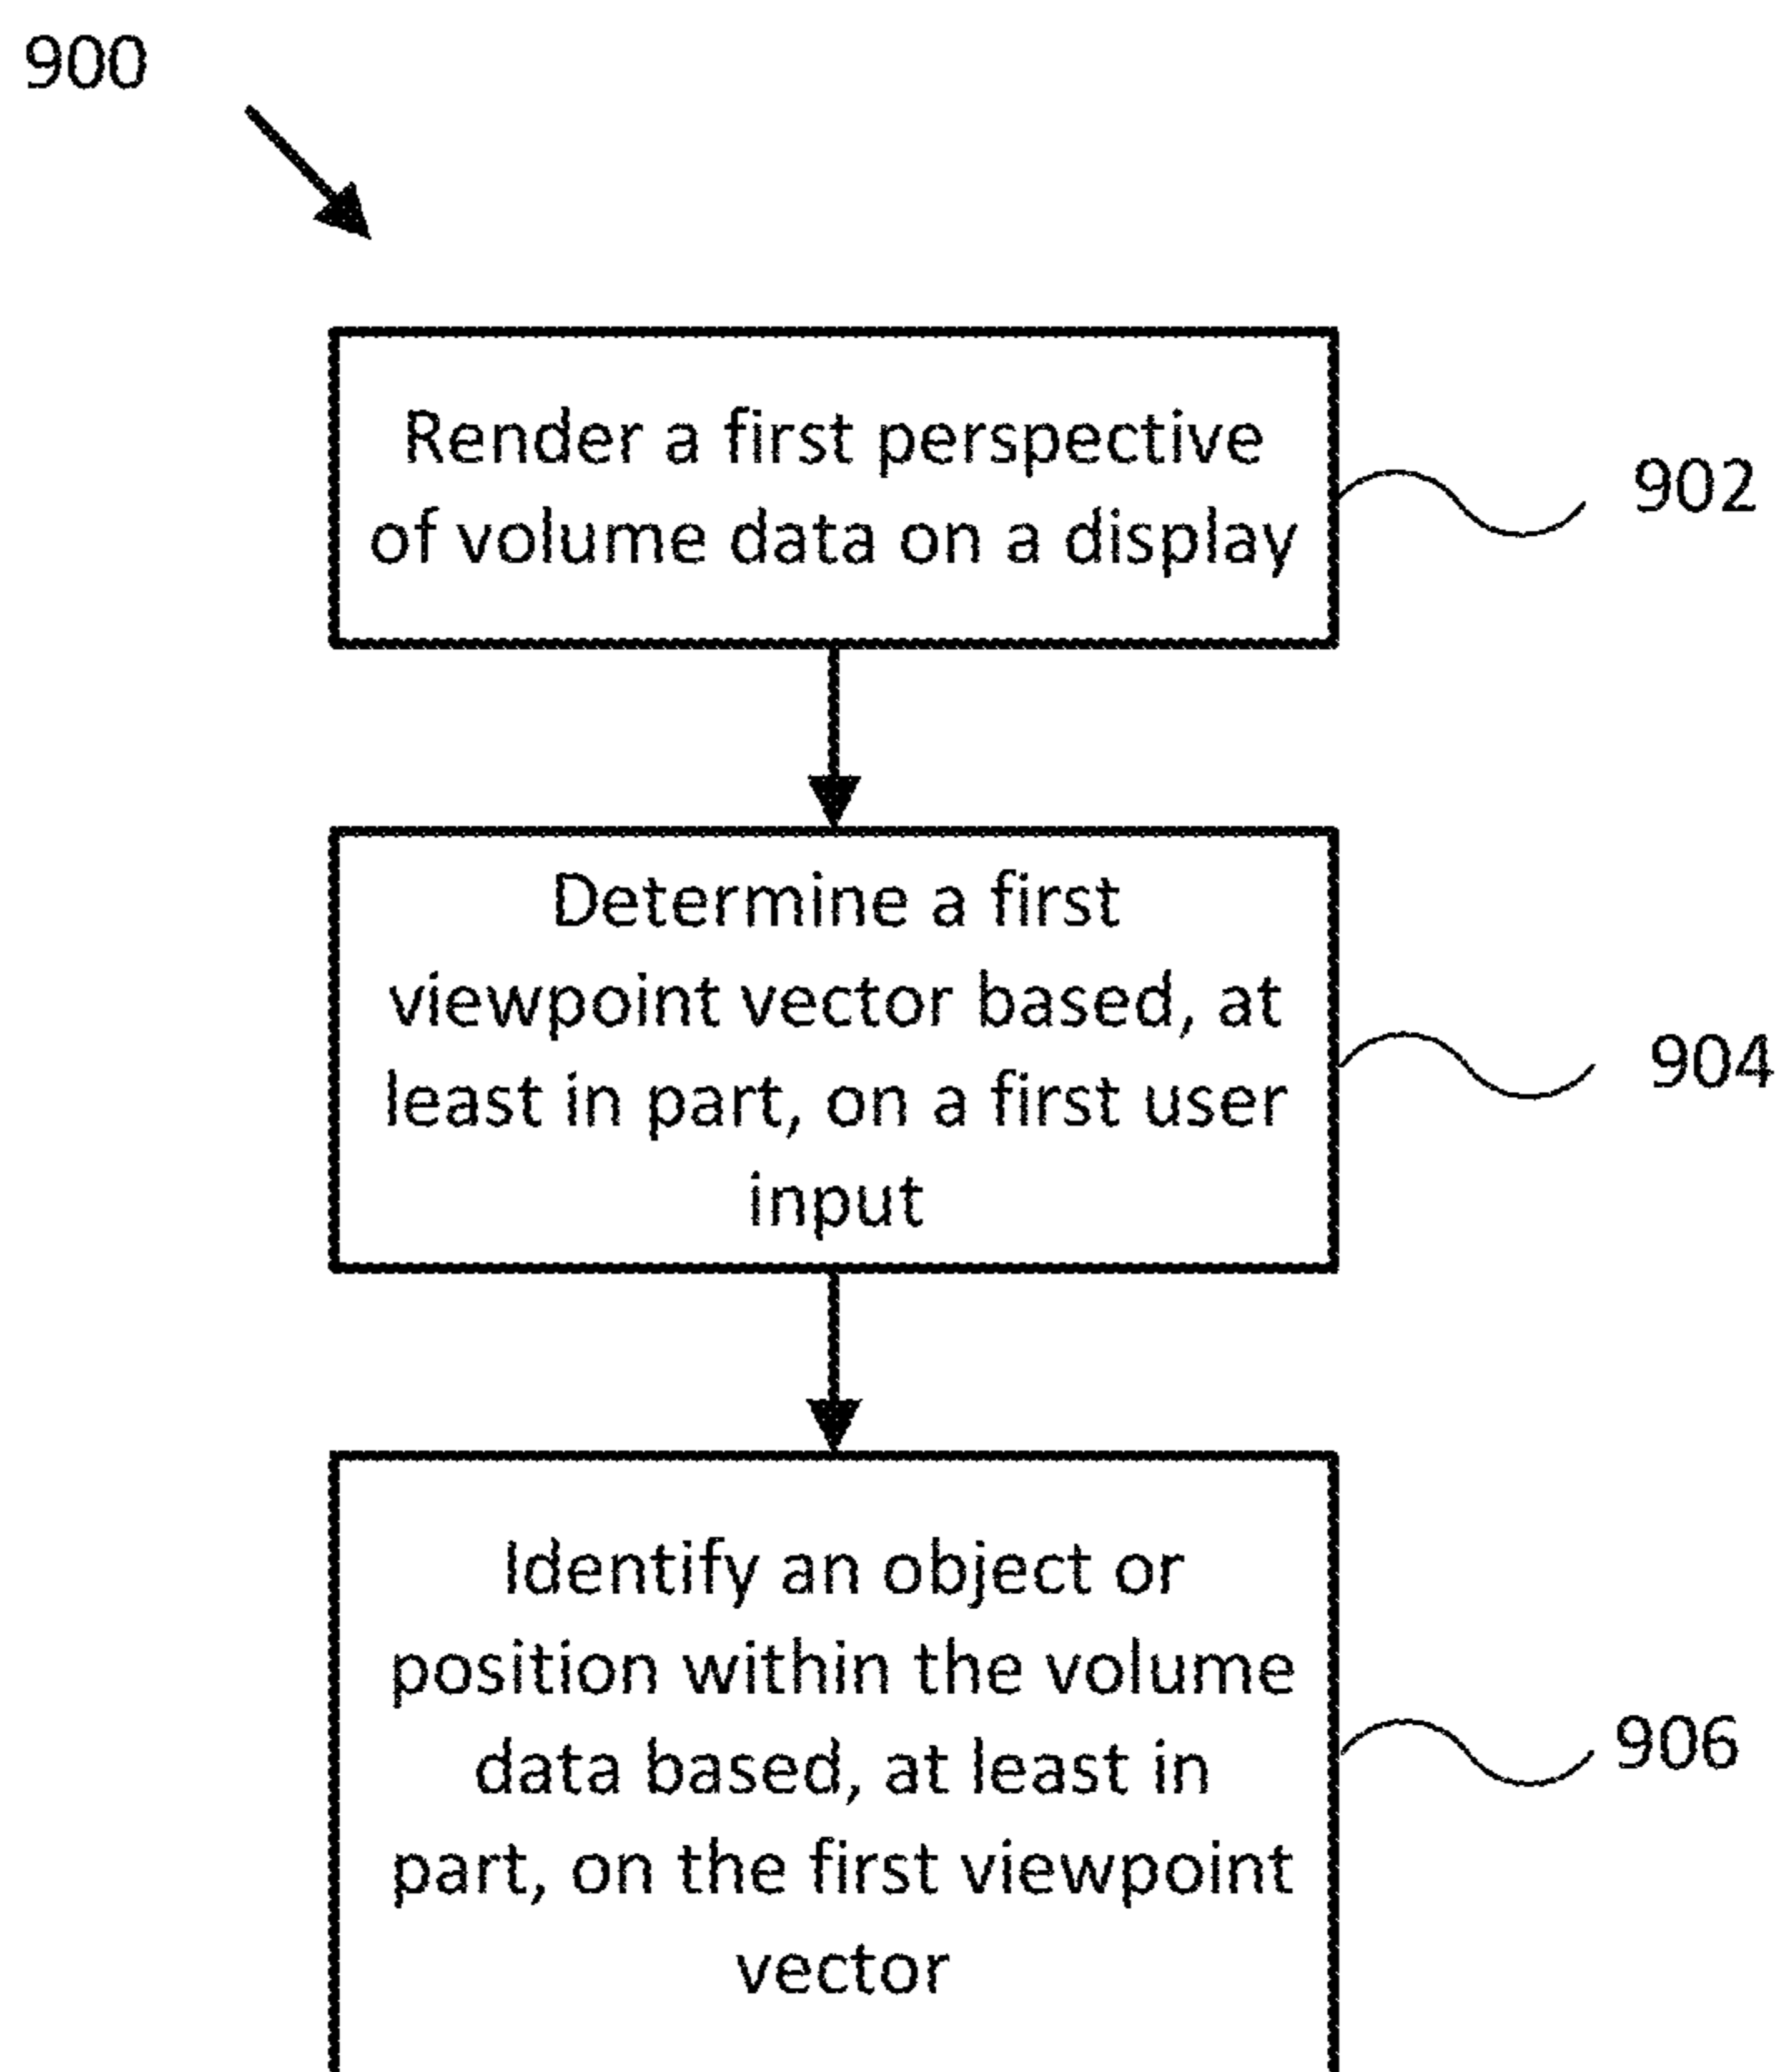 900
Render a first perspective
of volume data on a display
902
Determine a first
viewpoint vector based, at
least in part, on a first user
input
904
Identify an object or
position within the volume
data based, at least in
part, on the first viewpoint
vector
906